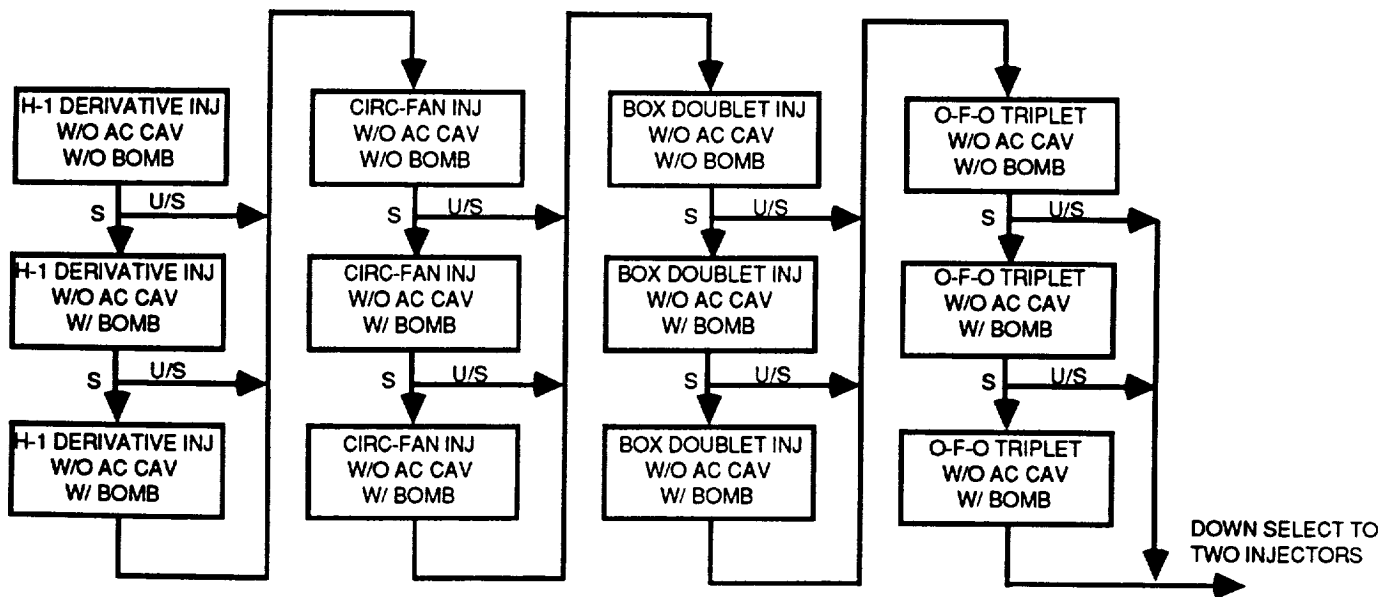 H-1 DERIVATIVE INJ
W/O AC CAV
W/O BOMB
S
U/S
H-1 DERIVATIVE INJ
W/O AC CAV
W/ BOMB
S
U/S
H-1 DERIVATIVE INJ
W/O AC CAV
W/ BOMB
CIRC-FAN INJ
W/O AC CAV
W/O BOMB
S
U/S
CIRC-FAN INJ
W/O AC CAV
W/ BOMB
S
U/S
CIRC-FAN INJ
W/O AC CAV
W/ BOMB
BOX DOUBLET INJ
W/O AC CAV
W/O BOMB
S
U/S
BOX DOUBLET INJ
W/O AC CAV
W/ BOMB
S
U/S
BOX DOUBLET INJ
W/O AC CAV
W/ BOMB
O-F-O TRIPLET
W/O AC CAV
W/O BOMB
S
U/S
O-F-O TRIPLET
W/O AC CAV
W/ BOMB
S
U/S
O-F-O TRIPLET
W/O AC CAV
W/ BOMB
DOWN SELECT TO
TWO INJECTORS